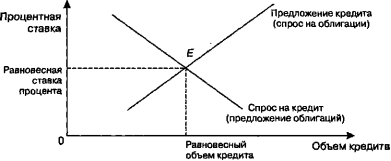 Процентная
ставка
Предложение кредита
(спрос на облигации)
E
Равновесная
ставка
процента
Спрос на кредит
(предложение облигаций)
0
Равновесный
объем кредита
Объем кредита